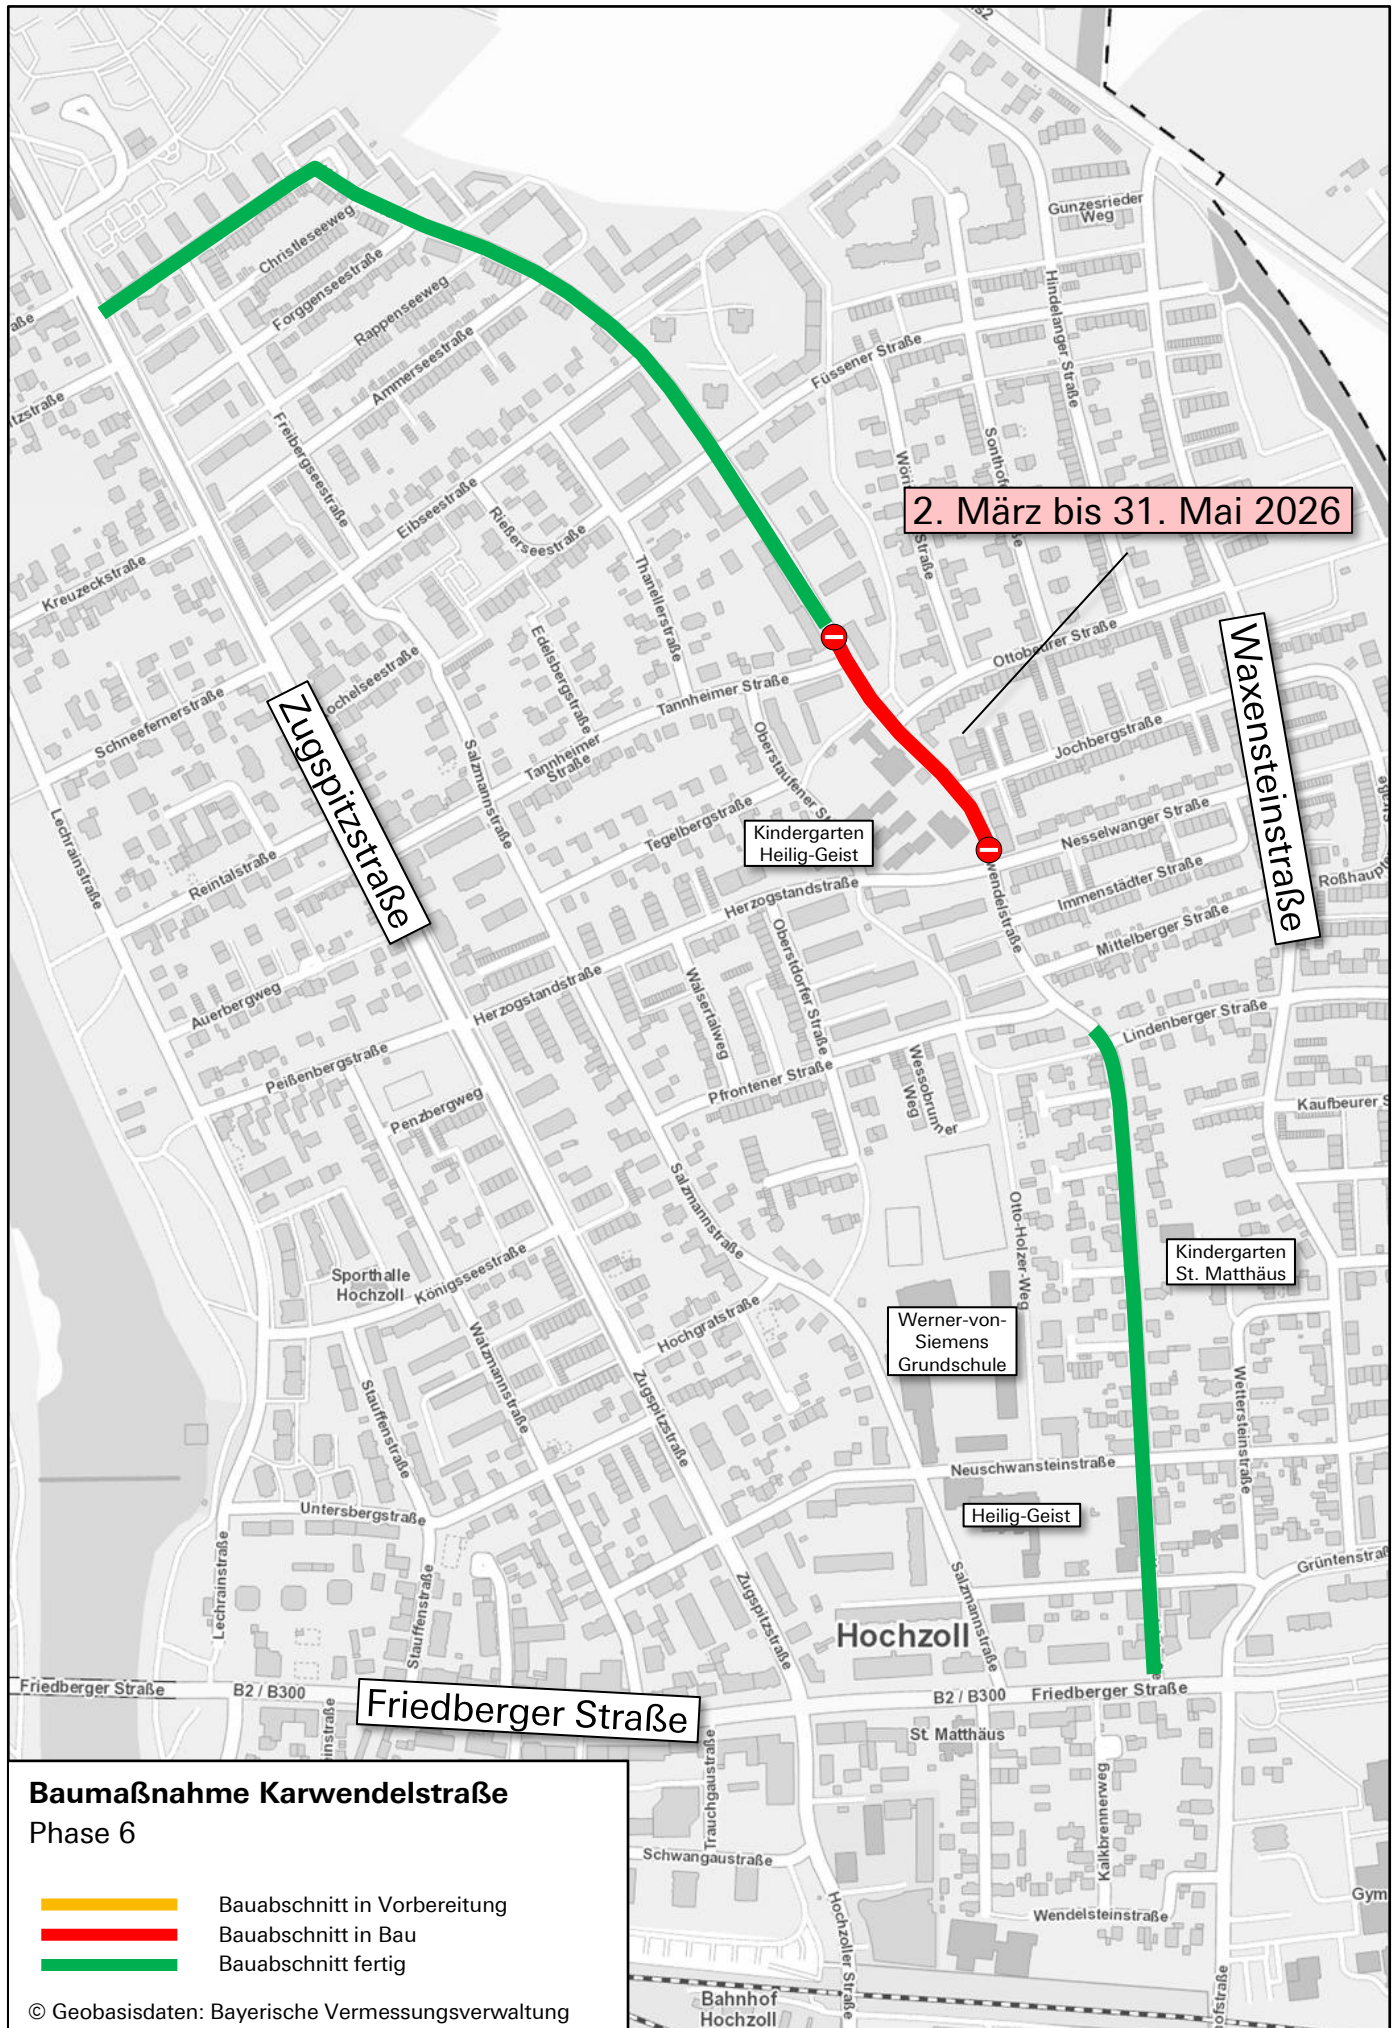 Gunzesrieder
Weg
Christleseeweg
Forggenseestraße
Rappenseeweg
Ammerseestraße
Hindelanger Straße
Füssener Straße
Freibergseestraße
Eibseestraße
Rießerseestraße
2. März bis 31. Mai 2026
Kreuzeckstraße
Thanellerstraße
Edelsbergstraße
Ottobeurer Straße
Waxensteinstraße
Schneefernerstraße
Zugspitzstraße
Tannheimer Straße
Jochbergstraße
Salzmannstraße
Tannheimer
Straße
Lechrainstraße
Tegelbergstraße
Kindergarten
Heilig-Geist
Nesselwanger Straße
Reintalstraße
Herzogstandstraße
Immenstädter Straße
Mittelberger Straße
Oberstdorfer Straße
Auerbergweg
Herzogstandstraße
Walsertalweg
Lindenberger Straße
Peißenbergstraße
Pfrontener Straße
Wessobrunner
Weg
Penzbergweg
Salzmannstraße
Otto-Holzer-Weg
Kindergarten
St. Matthäus
Sporthalle
Hochzoll
Königsseestraße
Werner-von-
Siemens
Grundschule
Hochgratstraße
Watzmannstraße
Stauffenstraße
Zugspitzstraße
Wettersteinstraße
Neuschwansteinstraße
Untersbergstraße
Heilig-Geist
Lechrainstraße
Stauffenstraße
Zugspitzstraße
Salzmannstraße
Hochzoll
Friedberger Straße
B2 / B300
Friedberger Straße
B2 / B300
Friedberger Straße
St. Matthäus
Trauchgaustraße
Kalkbrennerweg
Schwangaustraße
Hochzoller Straße
Wendelsteinstraße
Bahnhof
Hochzoll
Baumaßnahme Karwendelstraße
Phase 6
Bauabschnitt in Vorbereitung
Bauabschnitt in Bau
Bauabschnitt fertig
© Geobasisdaten: Bayerische Vermessungsverwaltung